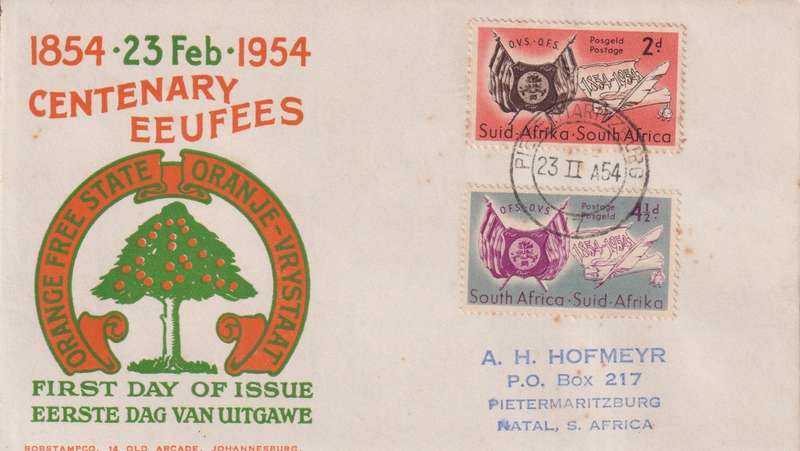 1854 · 23 Feb · 1954
CENTENARY
EEUFEES
ORANGE FREE STATE ORANJE-VRYSTAAT
FIRST DAY OF ISSUE
EERSTE DAG VAN UITGAWE
ROBSTAMPCO, 14 OLD ARCADE, JOHANNESBURG.
O.V.S - O.F.S.
Posgeld
Postage
2d
1854-1954
Suid-Afrika · South Africa
PIETERMARITZBURG
23 II A54
O.F.S - O.V.S.
Postage
Posgeld
4½d
1854-1954
South Africa · Suid-Afrika
A. H. HOFMEYR
P.O. BOX 217
PIETERMARITZBURG
NATAL, S. AFRICA